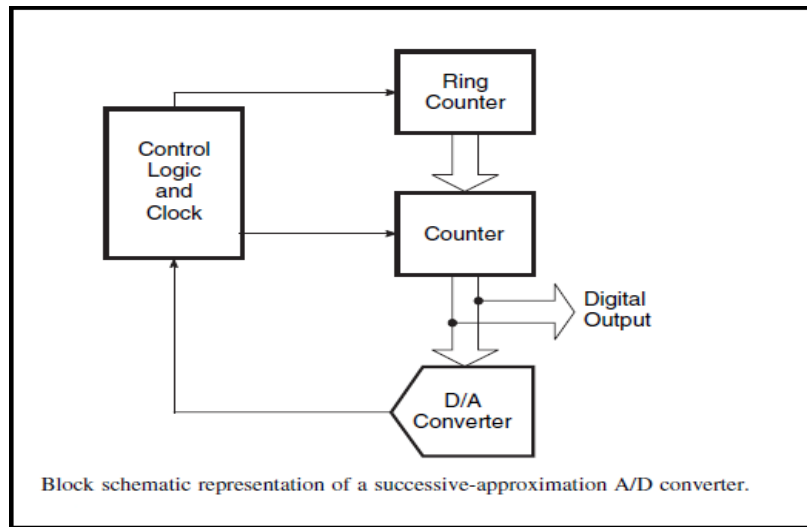 Ring
Counter
Control
Logic
and
Clock
Counter
Digital
Output
D/A
Converter
Block schematic representation of a successive-approximation A/D converter.